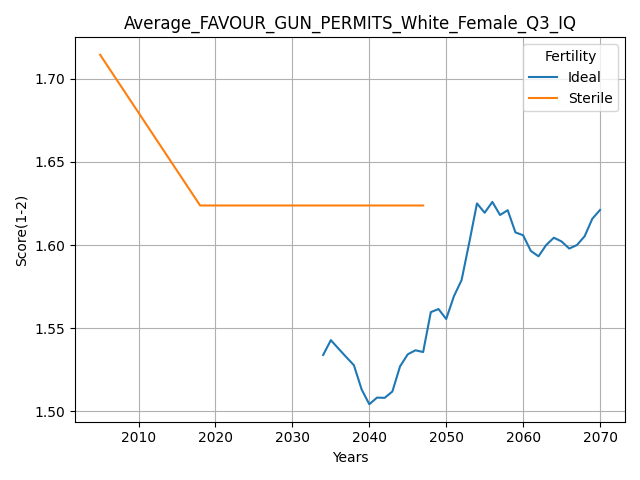 Average_FAVOUR_GUN_PERMITS_White_Female_Q3_IQ
Fertility
Ideal
Sterile
Score(1-2)
1.70
1.65
1.60
1.55
1.50
2010 2020 2030 2040 2050 2060 2070
Years